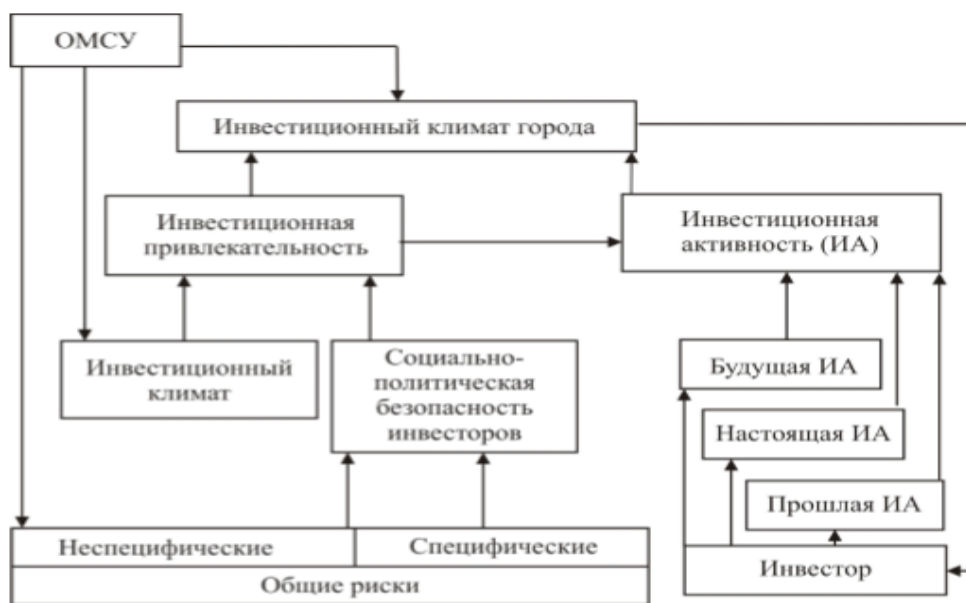 ОМСУ
Инвестиционный климат города
Инвестиционная
привлекательность
Инвестиционная
активность (ИА)
Инвестиционный
климат
Социально-
политическая
безопасность
инвесторов
Будущая ИА
Настоящая ИА
Прошлая ИА
Неспецифические
Специфические
Общие риски
Инвестор